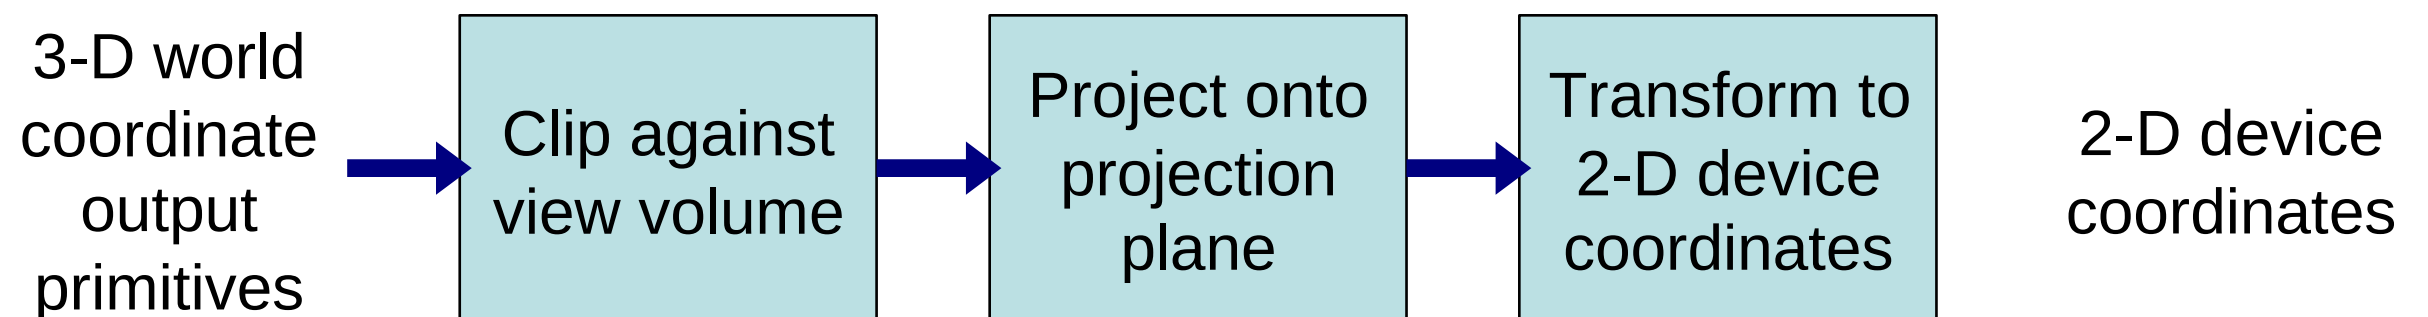 3-D world
coordinate
output
primitives
Clip against
view volume
Project onto
projection
plane
Transform to
2-D device
coordinates
2-D device
coordinates